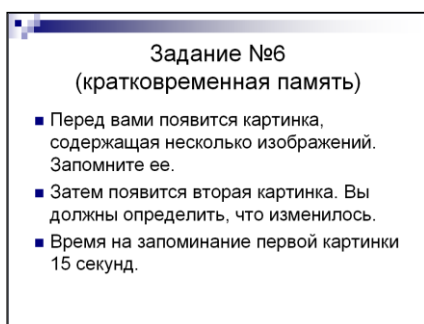 Задание №6
(кратковременная память)
Перед вами появится картинка,
содержащая несколько изображений.
Запомните ее.
Затем появится вторая картинка. Вы
должны определить, что изменилось.
Время на запоминание первой картинки
15 секунд.